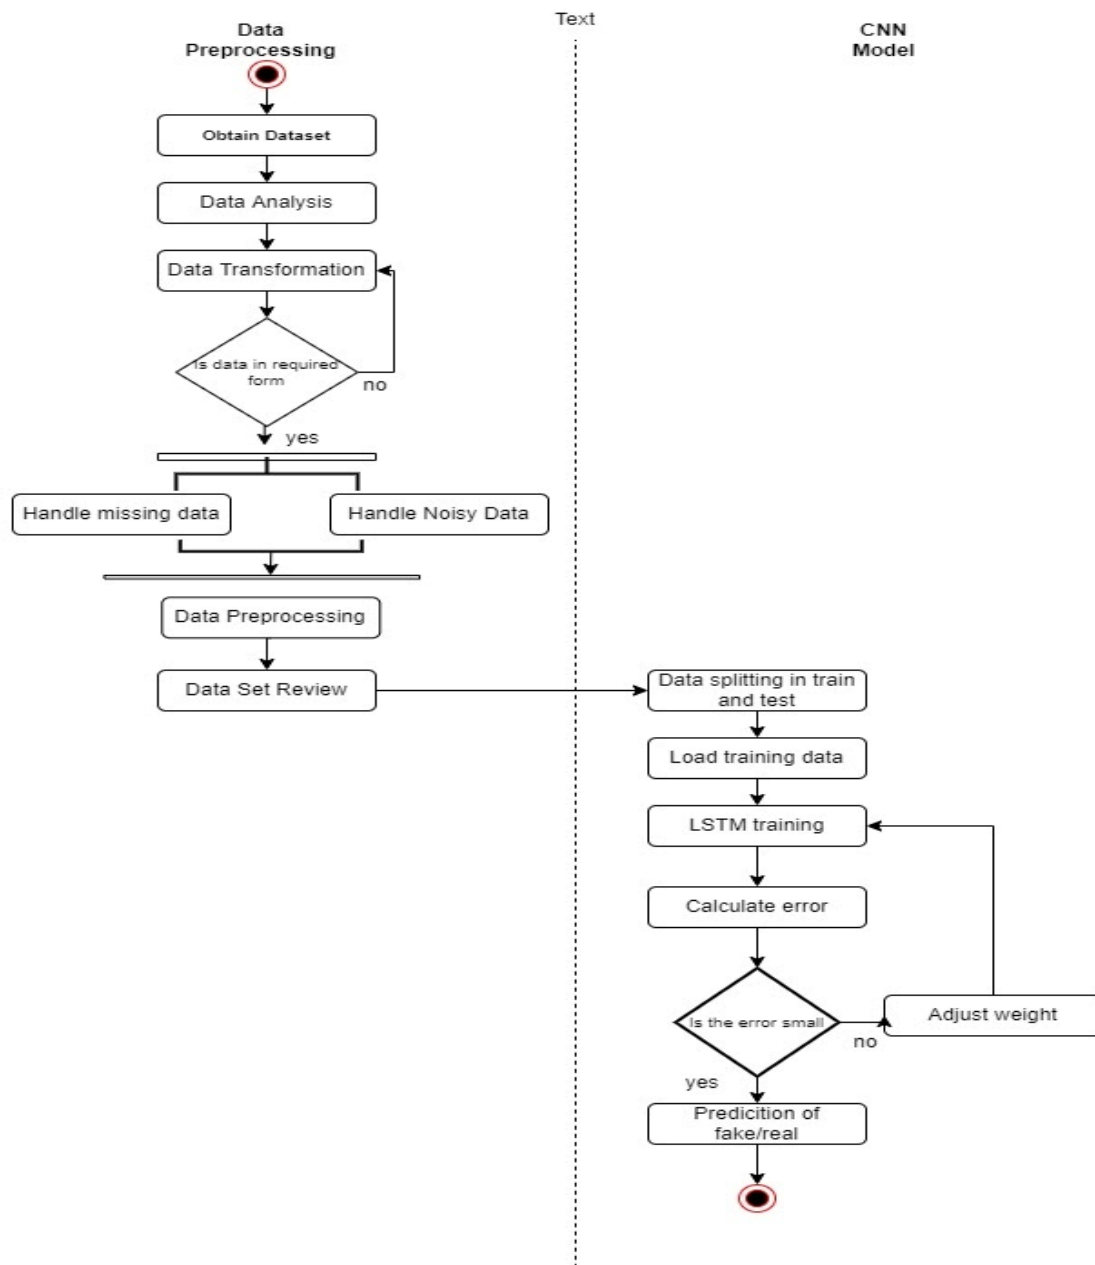 Text
Data
Preprocessing
CNN
Model
Obtain Dataset
Data Analysis
Data Transformation
Is data in required
form
no
yes
Handle missing data
Handle Noisy Data
Data Preprocessing
Data Set Review
Data splitting in train
and test
Load training data
LSTM training
Calculate error
Is the error small
no
Adjust weight
yes
Predicition of
fake/real